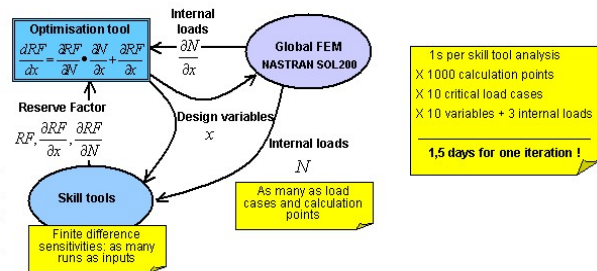 Optimisation tool
dRF/dx = ∂RF/∂N • ∂N/∂x + ∂RF/∂x
Internal
loads
∂N/∂x
Global FEM
NASTRAN SOL200
Reserve Factor
RF, ∂RF/∂x, ∂RF/∂N
Design variables
x
Internal loads
N
Skill tools
As many as load
cases and calculation
points
Finite difference
sensitivities: as many
runs as inputs
1s per skill tool analysis
X 1000 calculation points
X 10 critical load cases
X 10 variables + 3 internal loads
1,5 days for one iteration !